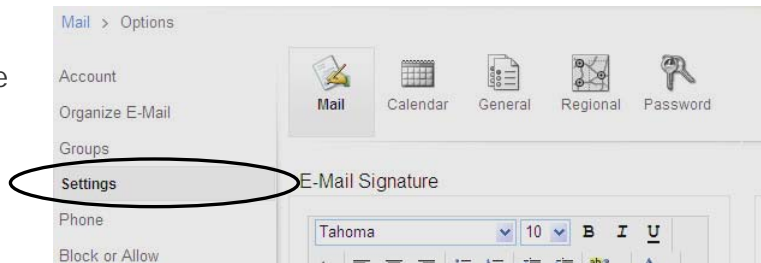 Mail > Options
e
Account
Organize E-Mail
Groups
Settings
Phone
Block or Allow
Mail Calendar General Regional Password
E-Mail Signature
Tahoma 10 B I U